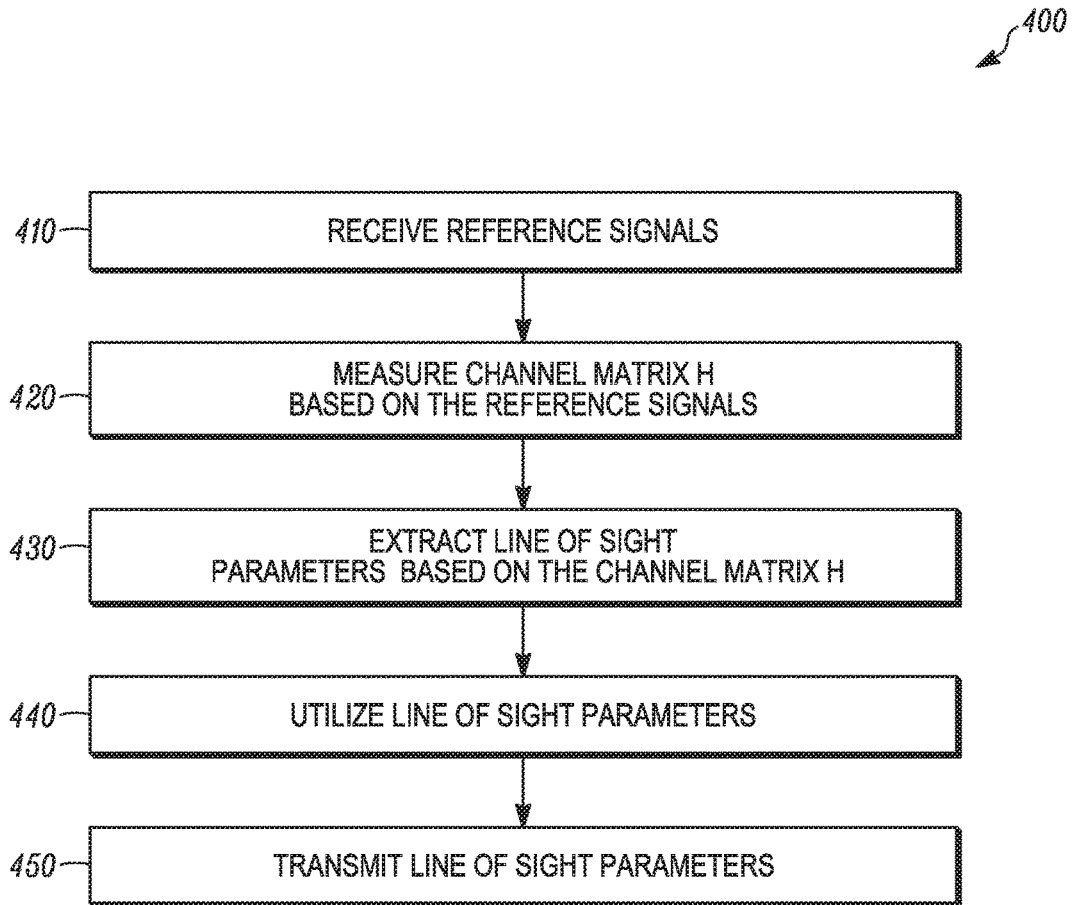 400
410
RECEIVE REFERENCE SIGNALS
420
MEASURE CHANNEL MATRIX H
BASED ON THE REFERENCE SIGNALS
430
EXTRACT LINE OF SIGHT
PARAMETERS BASED ON THE CHANNEL MATRIX H
440
UTILIZE LINE OF SIGHT PARAMETERS
450
TRANSMIT LINE OF SIGHT PARAMETERS